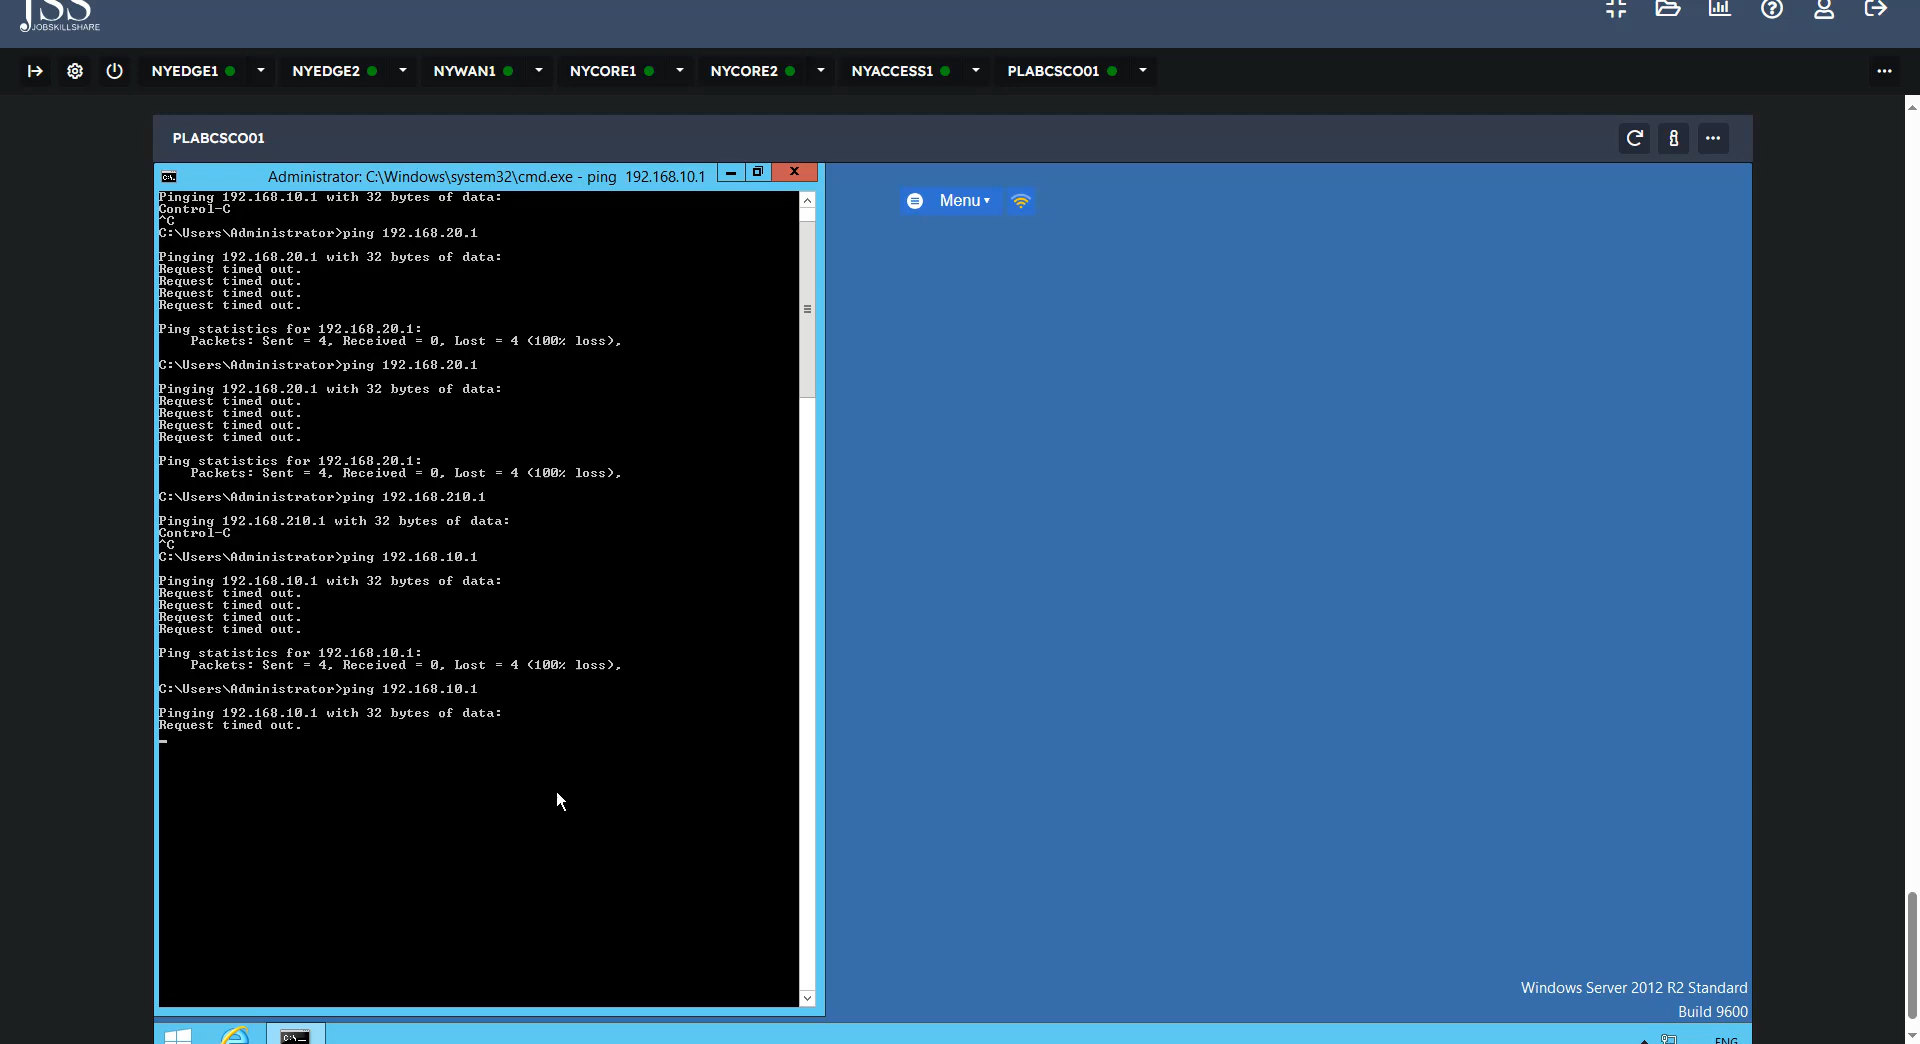 JSS
JOBSKILLSHARE
NYEDGE1 NYEDGE2 NYWAN1 NYCORE1 NYCORE2 NYACCESS1 PLABCSCO01
PLABCSCO01
Administrator: C:\Windows\system32\cmd.exe - ping 192.168.10.1
Pinging 192.168.10.1 with 32 bytes of data:
Control-C
^C
C:\Users\Administrator>ping 192.168.20.1
Pinging 192.168.20.1 with 32 bytes of data:
Request timed out.
Request timed out.
Request timed out.
Request timed out.
Ping statistics for 192.168.20.1:
Packets: Sent = 4, Received = 0, Lost = 4 (100% loss),
C:\Users\Administrator>ping 192.168.20.1
Pinging 192.168.20.1 with 32 bytes of data:
Request timed out.
Request timed out.
Request timed out.
Request timed out.
Ping statistics for 192.168.20.1:
Packets: Sent = 4, Received = 0, Lost = 4 (100% loss),
C:\Users\Administrator>ping 192.168.210.1
Pinging 192.168.210.1 with 32 bytes of data:
Control-C
^C
C:\Users\Administrator>ping 192.168.10.1
Pinging 192.168.10.1 with 32 bytes of data:
Request timed out.
Request timed out.
Request timed out.
Request timed out.
Ping statistics for 192.168.10.1:
Packets: Sent = 4, Received = 0, Lost = 4 (100% loss),
C:\Users\Administrator>ping 192.168.10.1
Pinging 192.168.10.1 with 32 bytes of data:
Request timed out.
Menu
Windows Server 2012 R2 Standard
Build 9600
ENG